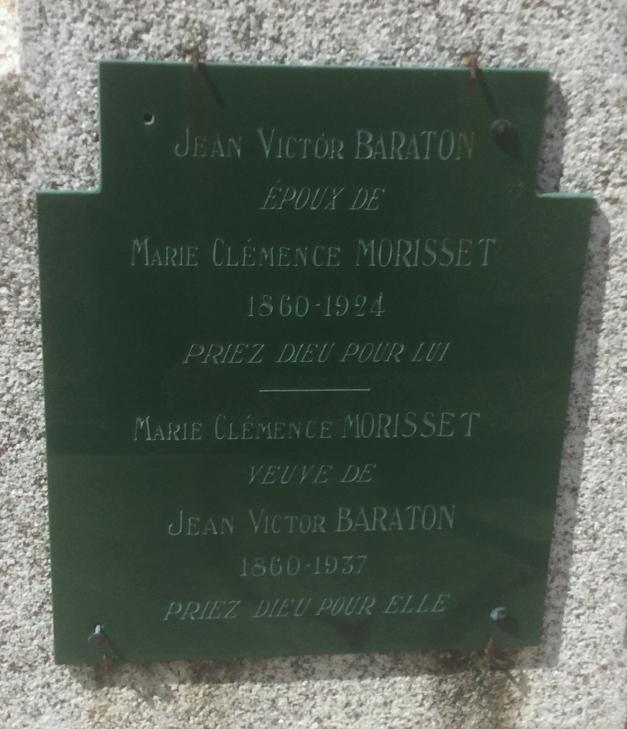 JEAN VICTOR BARATON
ÉPOUX DE
MARIE CLÉMENCE MORISSET
1860-1924
PRIEZ DIEU POUR LUI
MARIE CLÉMENCE MORISSET
VEUVE DE
JEAN VICTOR BARATON
1860-1937
PRIEZ DIEU POUR ELLE